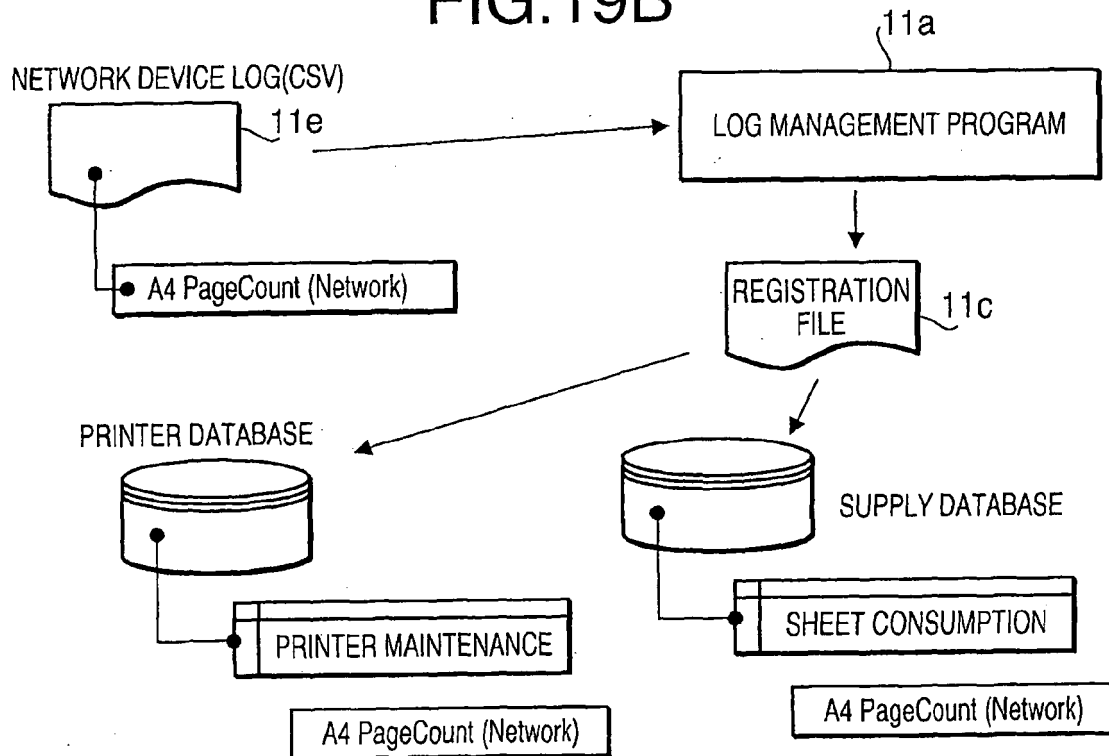 FIG.19B
11a
NETWORK DEVICE LOG(CSV)
11e
LOG MANAGEMENT PROGRAM
A4 PageCount (Network)
REGISTRATION
FILE
11c
PRINTER DATABASE
SUPPLY DATABASE
PRINTER MAINTENANCE
SHEET CONSUMPTION
A4 PageCount (Network)
A4 PageCount (Network)